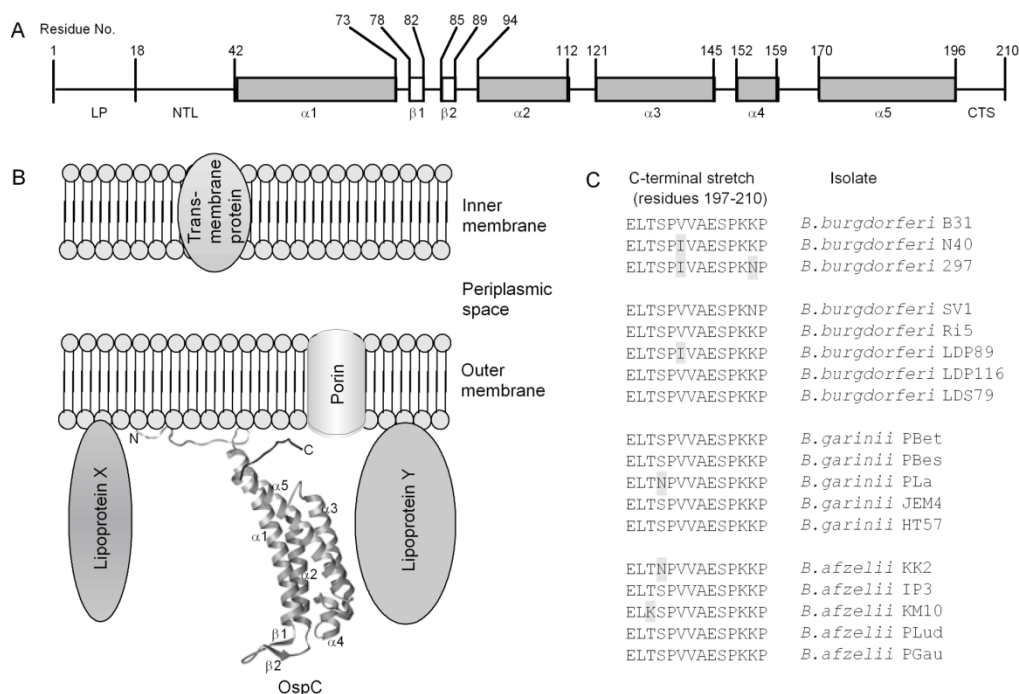 A
Residue No.
1 18 42 73 78 82 85 89 94 112 121 145 152 159 170 196 210
LP NTL α1 β1 β2 α2 α3 α4 α5 CTS
B
Trans-
membrane
protein
Inner
membrane
Periplasmic
space
Outer
membrane
Porin
Lipoprotein X
Lipoprotein Y
N
C
α5
α3
α1
α2
β1
α4
β2
OspC
C
C-terminal stretch
(residues 197-210)
Isolate
ELTSPVVAESPKKP B.burgdorferi B31
ELTSPIVAESPKKP B.burgdorferi N40
ELTSPIVAESPKNP B.burgdorferi 297
ELTSPVVAESPKNP B.burgdorferi SV1
ELTSPVVAESPKKP B.burgdorferi Ri5
ELTSPIVAESPKKP B.burgdorferi LDP89
ELTSPVVAESPKKP B.burgdorferi LDP116
ELTSPVVAESPKKP B.burgdorferi LDS79
ELTSPVVAESPKKP B.garinii PBet
ELTSPVVAESPKKP B.garinii PBes
ELTNPVVAESPKKP B.garinii PLa
ELTSPVVAESPKKP B.garinii JEM4
ELTSPVVAESPKKP B.garinii HT57
ELTNPVVAESPKKP B.afzelii KK2
ELTSPVVAESPKKP B.afzelii IP3
ELKSPVVAESPKKP B.afzelii KM10
ELTSPVVAESPKKP B.afzelii PLud
ELTSPVVAESPKKP B.afzelii PGau